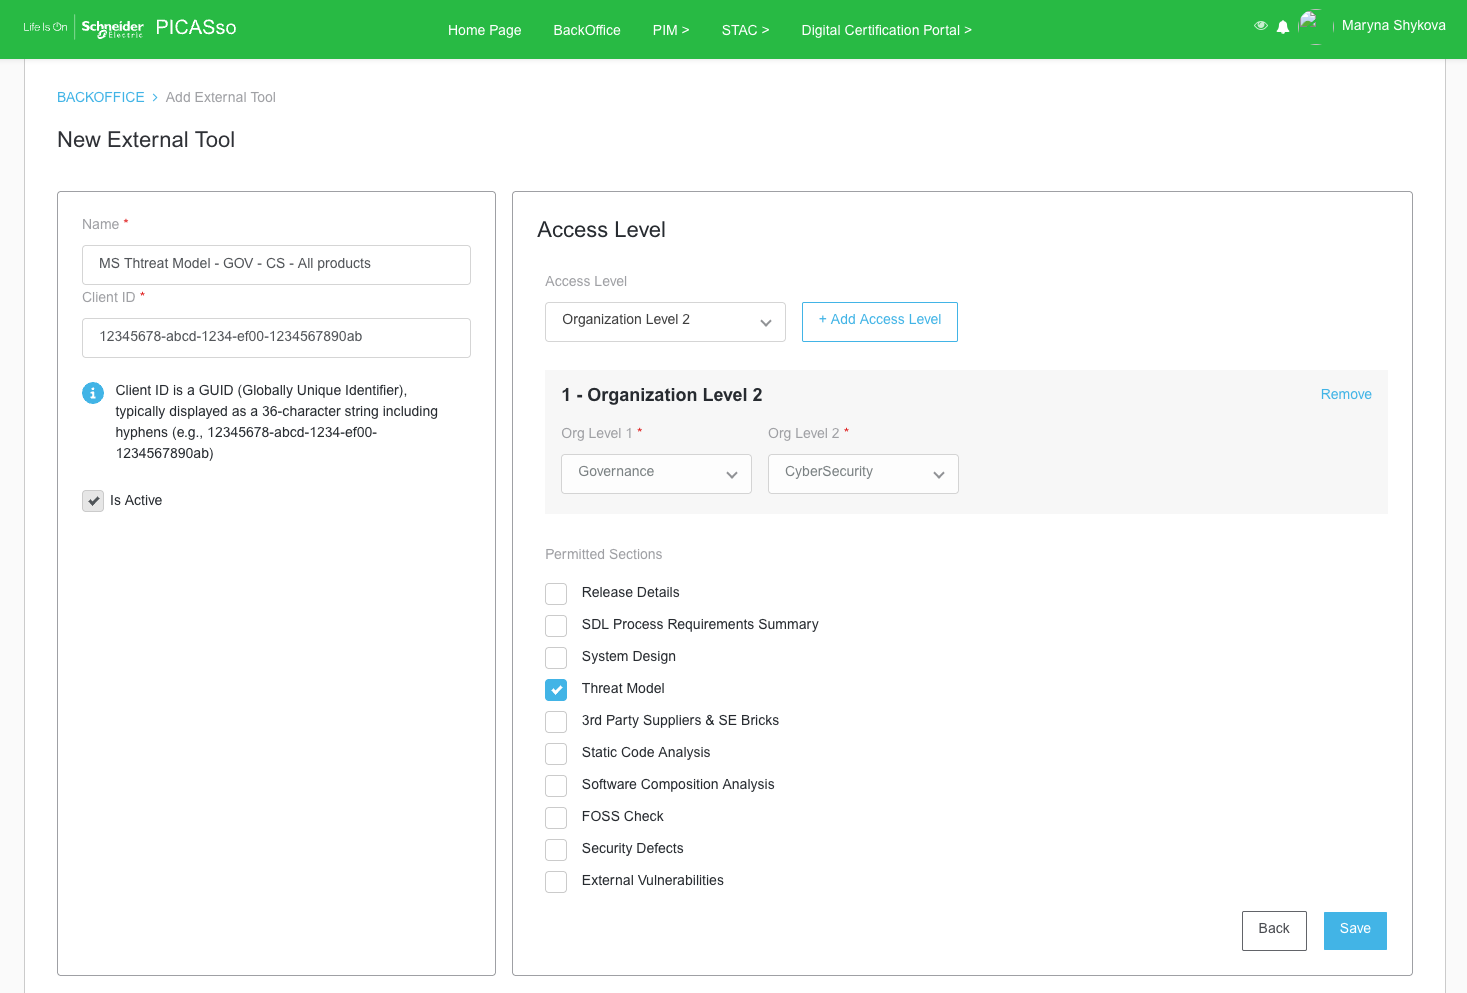 Life Is On | Schneider Electric PICASso
Home Page BackOffice PIM > STAC > Digital Certification Portal >
Maryna Shykova
BACKOFFICE > Add External Tool
New External Tool
Name *
MS Thtreat Model - GOV - CS - All products
Client ID *
12345678-abcd-1234-ef00-1234567890ab
Client ID is a GUID (Globally Unique Identifier),
typically displayed as a 36-character string including
hyphens (e.g., 12345678-abcd-1234-ef00-
1234567890ab)
Is Active
Access Level
Access Level
Organization Level 2
+ Add Access Level
1 - Organization Level 2
Remove
Org Level 1 * Org Level 2 *
Governance CyberSecurity
Permitted Sections
Release Details
SDL Process Requirements Summary
System Design
Threat Model
3rd Party Suppliers & SE Bricks
Static Code Analysis
Software Composition Analysis
FOSS Check
Security Defects
External Vulnerabilities
Back Save